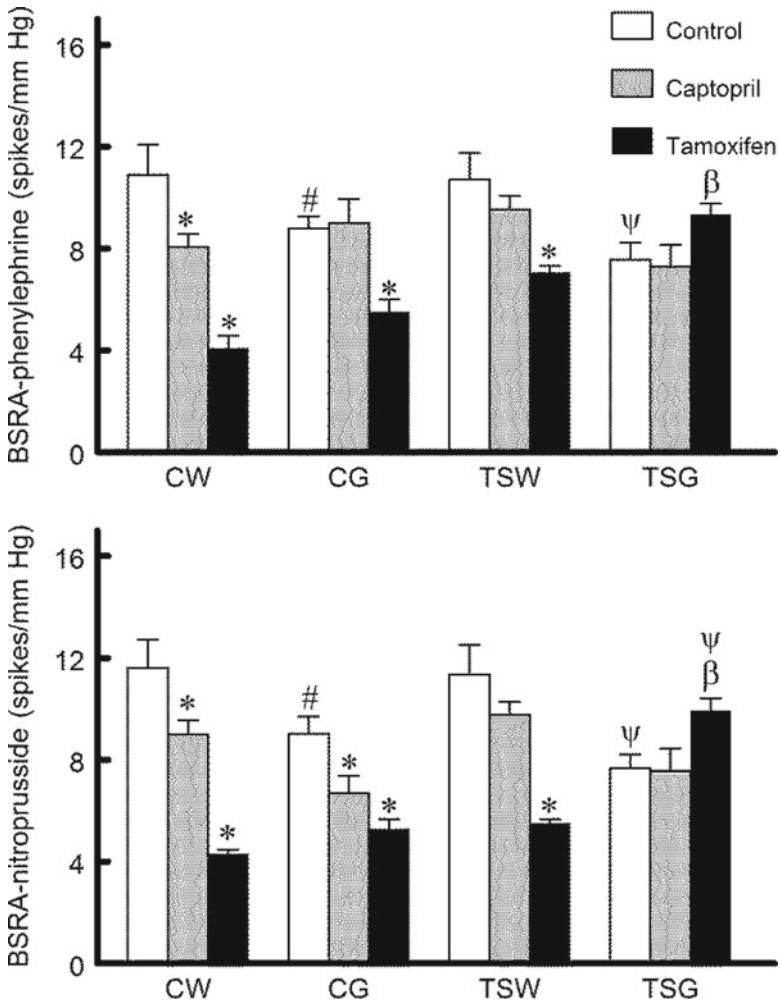 BSRA-phenylephrine (spikes/mm Hg)
16
12
8
4
0
Control
Captopril
Tamoxifen
*
*
#
*
*
ψ
β
CW
CG
TSW
TSG
BSRA-nitroprusside (spikes/mm Hg)
16
12
8
4
0
*
*
#
*
*
*
ψ
ψ
β
CW
CG
TSW
TSG